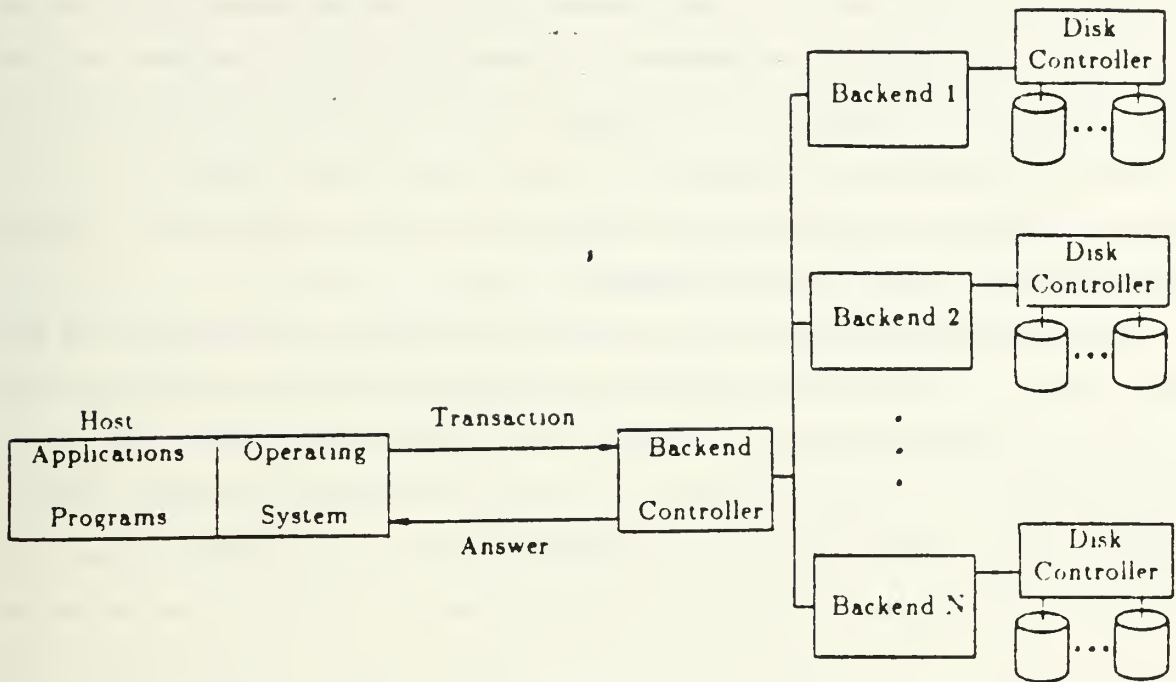 Disk
Controller
Backend 1
Disk
Controller
Backend 2
Host
Applications
Programs
Operating
System
Transaction
Answer
Backend
Controller
Disk
Controller
Backend N